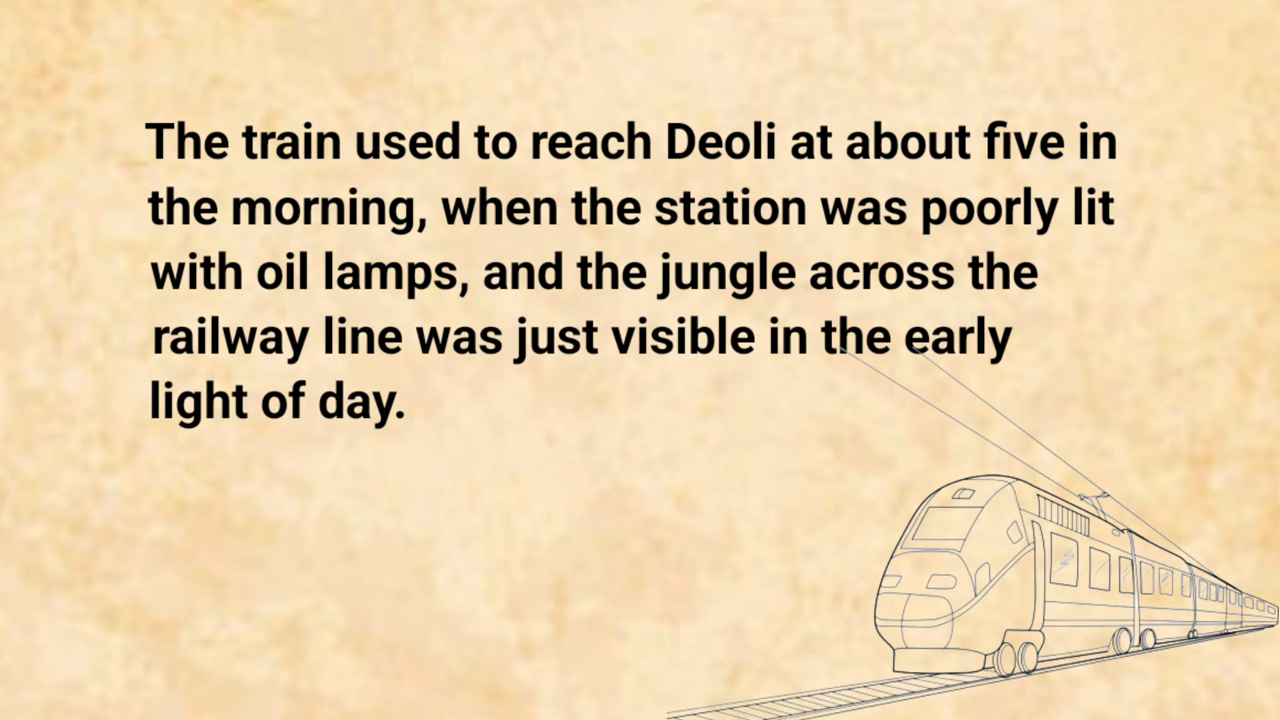 The train used to reach Deoli at about five in
the morning, when the station was poorly lit
with oil lamps, and the jungle across the
railway line was just visible in the early
light of day.